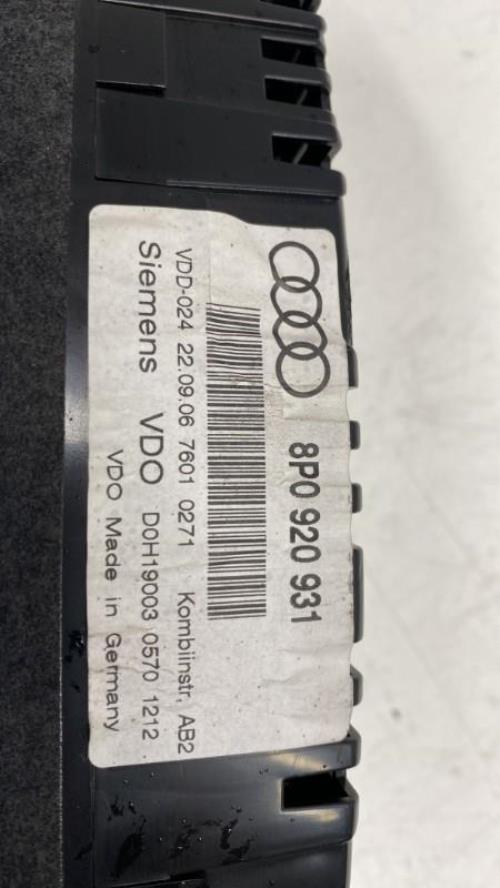 8P0 920 931
VDD-024 22.09.06 7601 0271 Kombiinstr, AB2
Siemens VDO D0H19003 0570 1212
VDO Made in Germany